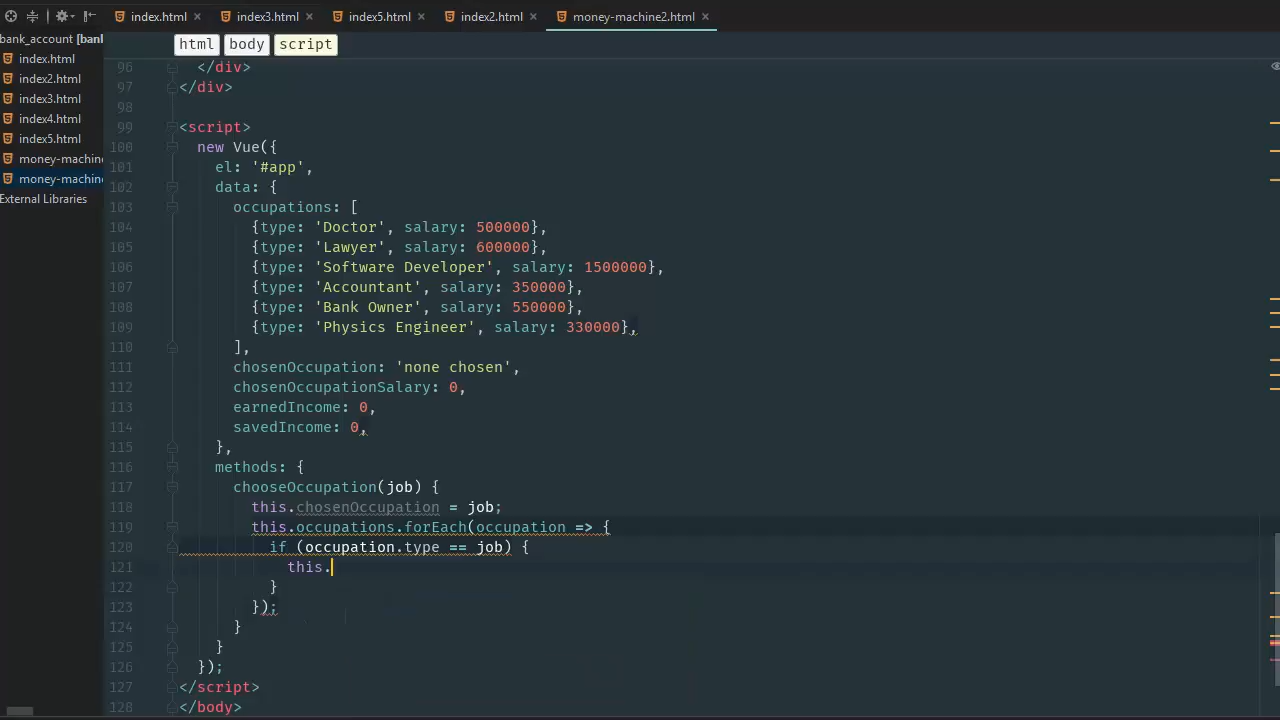 index.html
index3.html
index5.html
index2.html
money-machine2.html
bank_account [bank
html body script
index.html
index2.html
index3.html
index4.html
index5.html
money-machine
money-machine
External Libraries
96 </div>
97 </div>
98
99 <script>
100 new Vue({
101 el: '#app',
102 data: {
103 occupations: [
104 {type: 'Doctor', salary: 500000},
105 {type: 'Lawyer', salary: 600000},
106 {type: 'Software Developer', salary: 1500000},
107 {type: 'Accountant', salary: 350000},
108 {type: 'Bank Owner', salary: 550000},
109 {type: 'Physics Engineer', salary: 330000},
110 ],
111 chosenOccupation: 'none chosen',
112 chosenOccupationSalary: 0,
113 earnedIncome: 0,
114 savedIncome: 0,
115 },
116 methods: {
117 chooseOccupation(job) {
118 this.chosenOccupation = job;
119 this.occupations.forEach(occupation => {
120 if (occupation.type == job) {
121 this.
122 }
123 });
124 }
125 }
126 });
127 </script>
128 </body>